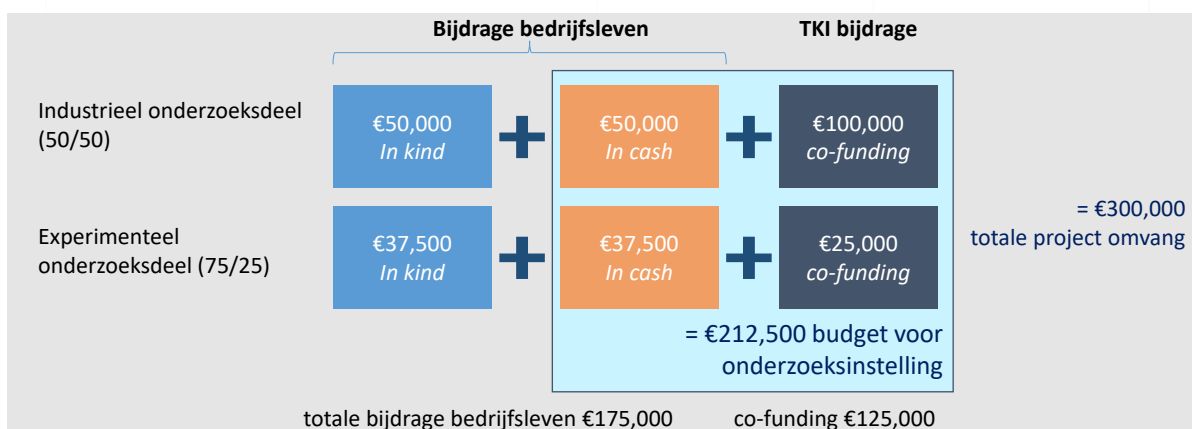 Bijdrage bedrijfsleven
TKI bijdrage
Industrieel onderzoeksdeel
(50/50)
€50,000
In kind
€50,000
In cash
€100,000
co-funding
Experimenteel
onderzoeksdeel (75/25)
€37,500
In kind
€37,500
In cash
€25,000
co-funding
= €300,000
totale project omvang
= €212,500 budget voor
onderzoeksinstelling
totale bijdrage bedrijfsleven €175,000
co-funding €125,000